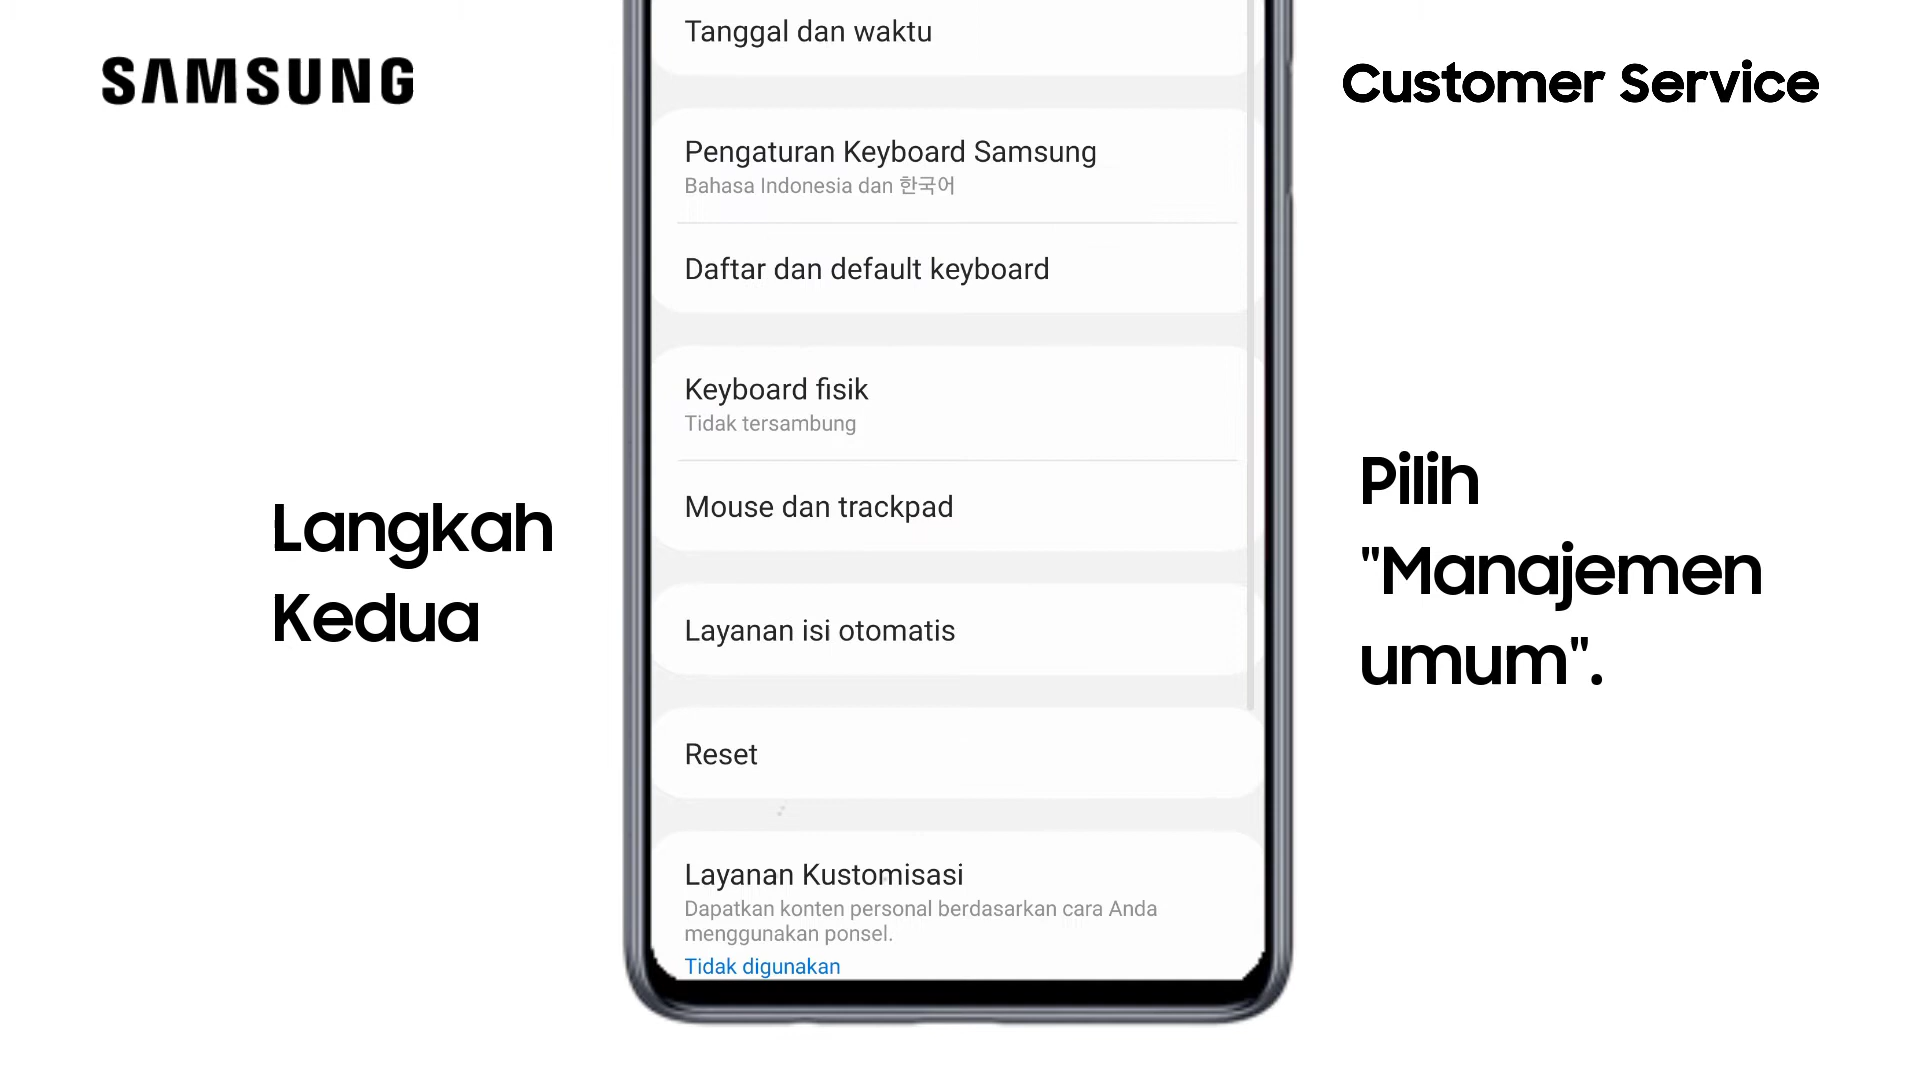 SAMSUNG
Customer Service
Langkah
Kedua
Tanggal dan waktu
Pengaturan Keyboard Samsung
Bahasa Indonesia dan 한국어
Daftar dan default keyboard
Keyboard fisik
Tidak tersambung
Mouse dan trackpad
Layanan isi otomatis
Reset
Layanan Kustomisasi
Dapatkan konten personal berdasarkan cara Anda
menggunakan ponsel.
Tidak digunakan
Pilih
"Manajemen
umum".